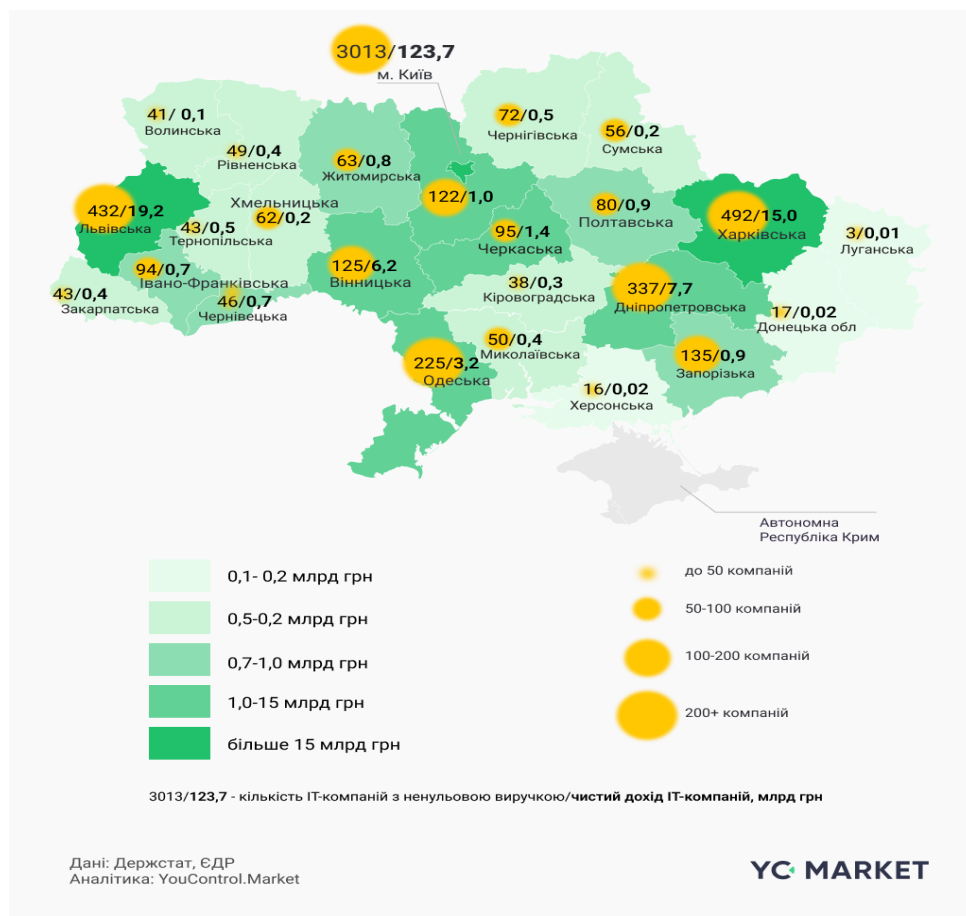 3013/123,7
м. Київ
41/ 0,1
Волинська
49/0,4
Рівненська
63/0,8
Житомирська
72/0,5
Чернігівська
56/0,2
Сумська
432/19,2
Львівська
43/0,5
Тернопільська
Хмельницька
62/0,2
122/1,0
95/1,4
Черкаська
80/0,9
Полтавська
492/15,0
Харківська
3/0,01
Луганська
94/0,7
Івано-Франківська
43/0,4
Закарпатська
46/0,7
Чернівецька
125/6,2
Вінницька
38/0,3
Кіровоградська
337/7,7
Дніпропетровська
17/0,02
Донецька обл
225/3,2
Одеська
50/0,4
Миколаївська
135/0,9
Запорізька
16/0,02
Херсонська
Автономна
Республіка Крим
0,1- 0,2 млрд грн
0,5-0,2 млрд грн
0,7-1,0 млрд грн
1,0-15 млрд грн
більше 15 млрд грн
до 50 компаній
50-100 компаній
100-200 компаній
200+ компаній
3013/123,7 - кількість ІТ-компаній з ненульовою виручкою/чистий дохід ІТ-компаній, млрд грн
Дані: Держстат, ЄДР
Аналітика: YouControl.Market
YC MARKET